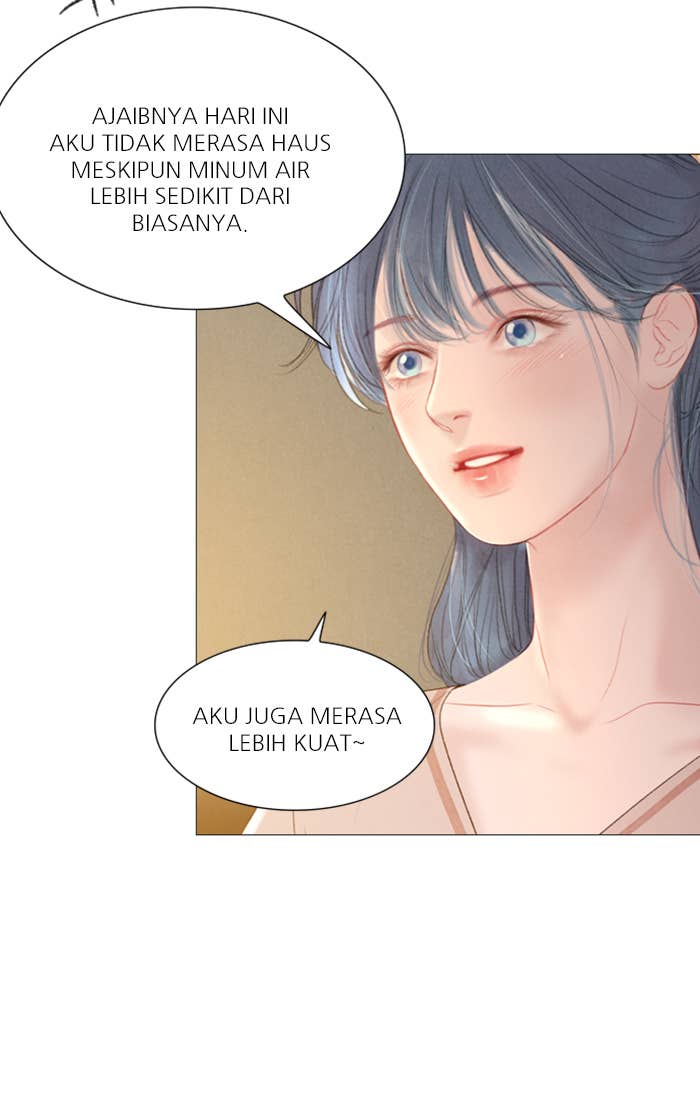 AJAIBNYA HARI INI
AKU TIDAK MERASA HAUS
MESKIPUN MINUM AIR
LEBIH SEDIKIT DARI
BIASANYA.
AKU JUGA MERASA
LEBIH KUAT~